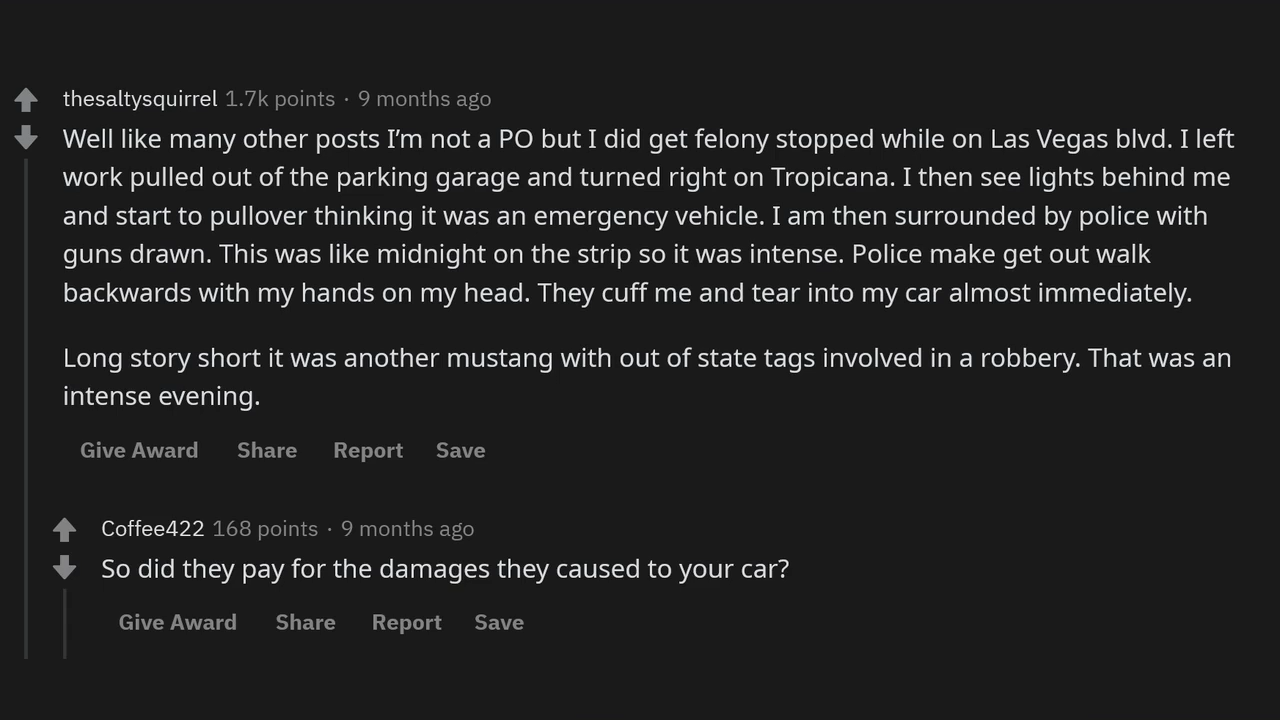 thesaltysquirrel 1.7k points · 9 months ago
Well like many other posts I’m not a PO but I did get felony stopped while on Las Vegas blvd. I left
work pulled out of the parking garage and turned right on Tropicana. I then see lights behind me
and start to pullover thinking it was an emergency vehicle. I am then surrounded by police with
guns drawn. This was like midnight on the strip so it was intense. Police make get out walk
backwards with my hands on my head. They cuff me and tear into my car almost immediately.
Long story short it was another mustang with out of state tags involved in a robbery. That was an
intense evening.
Give Award Share Report Save
Coffee422 168 points · 9 months ago
So did they pay for the damages they caused to your car?
Give Award Share Report Save